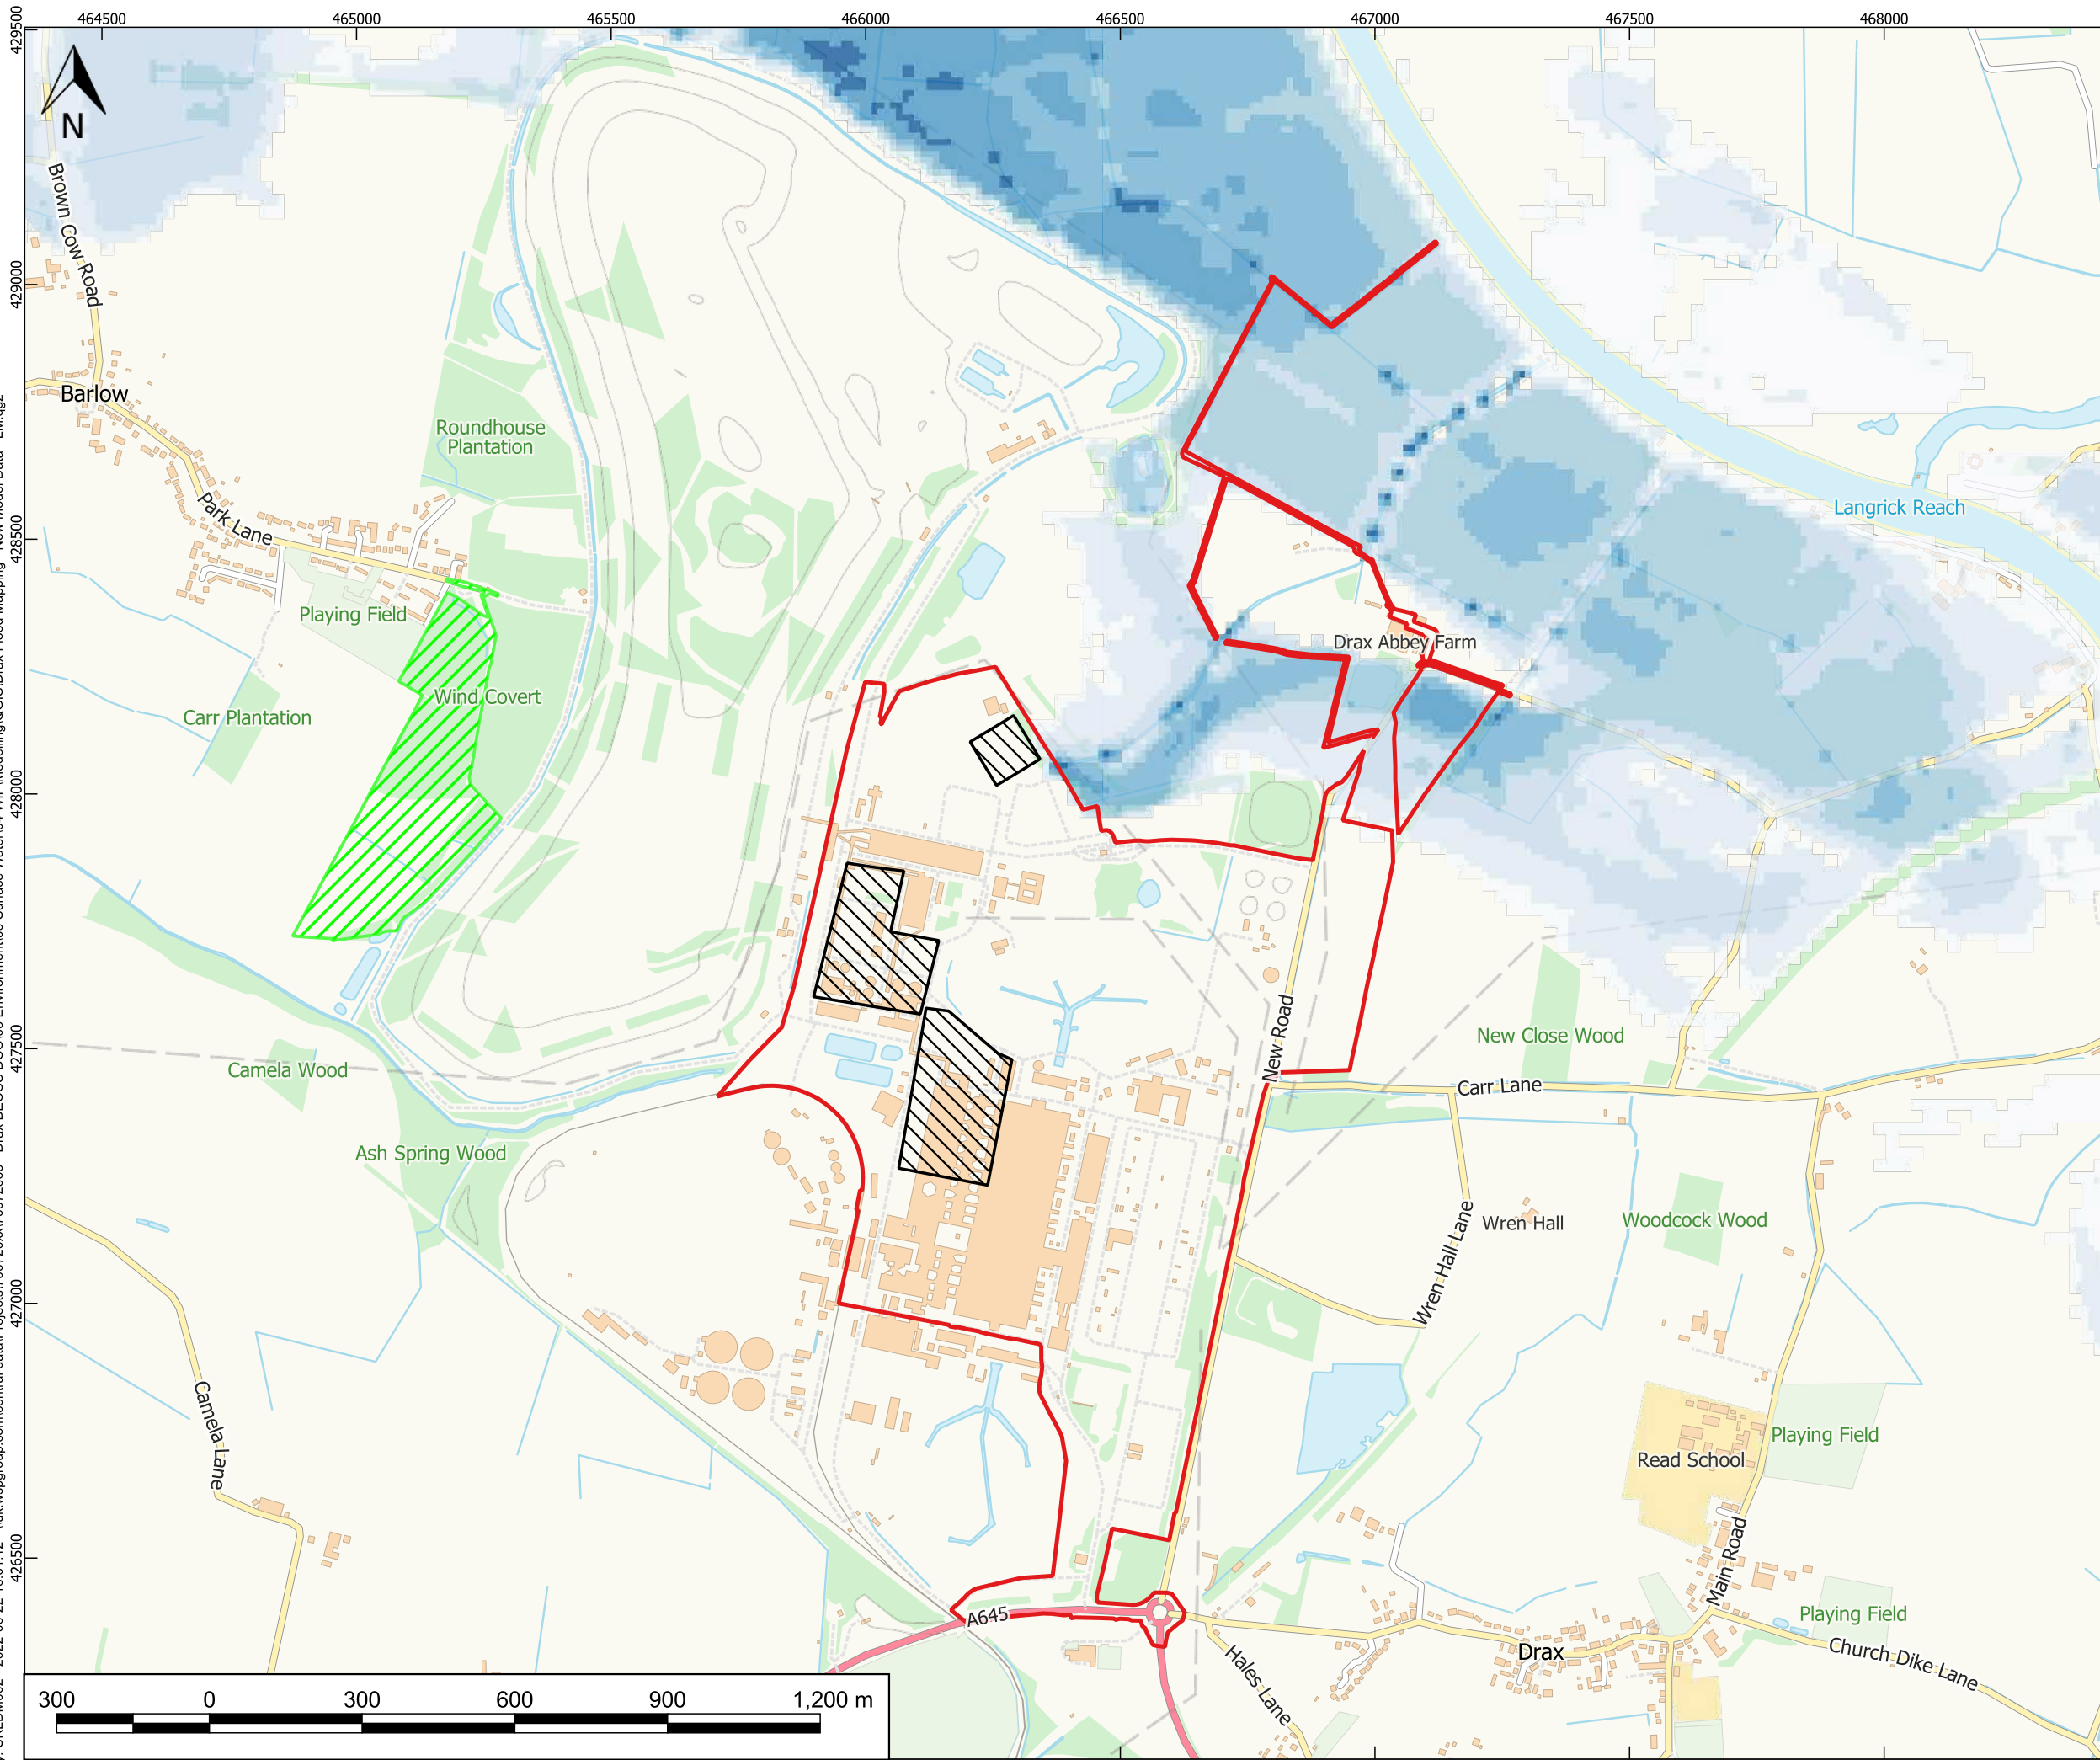 464500 465000 465500 466000 466500 467000 467500 468000
429500
N
Brown Cow Road
429000
Barlow
Roundhouse
Plantation
Park Lane
428500
Langrick Reach
Playing Field
Drax Abbey Farm
Wind Covert
Carr Plantation
428000
New Road
New Close Wood
427500
Camela Wood
Carr Lane
Ash Spring Wood
Wren Hall Lane
Wren Hall
Woodcock Wood
427000
Camela Lane
Playing Field
Read School
426500
Main Road
A645
Playing Field
Drax
Church Dike Lane
Hales Lane
300 0 300 600 900 1,200 m